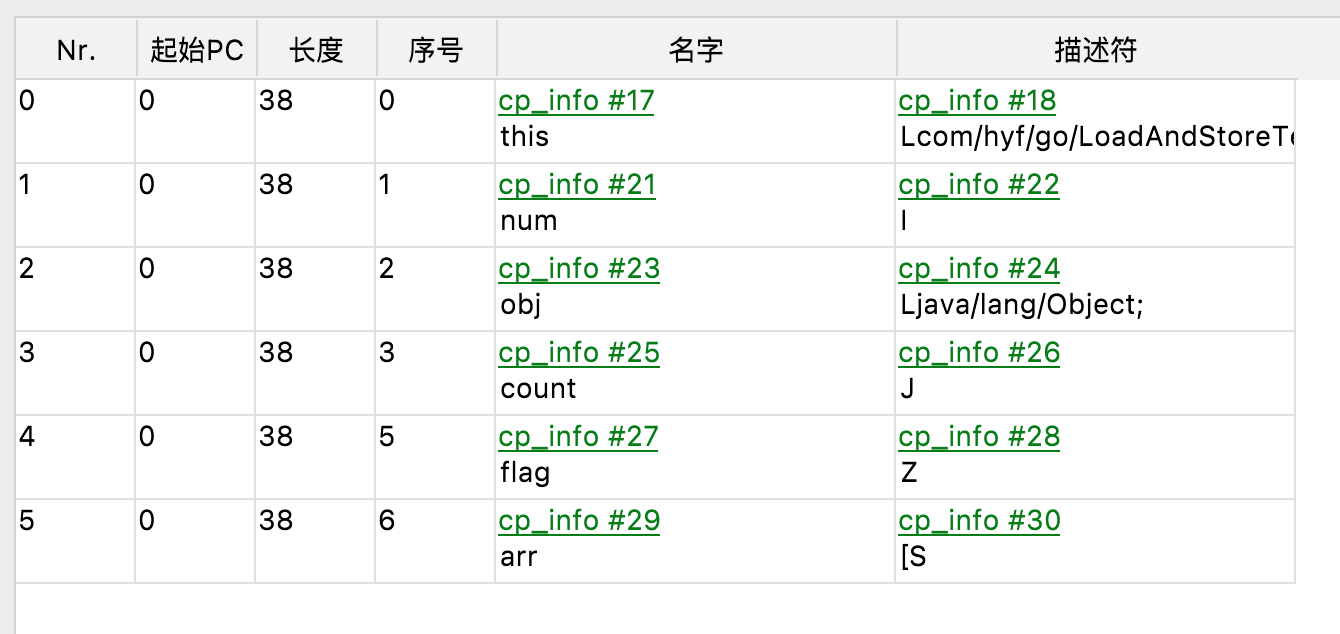 Nr. 起始PC 长度 序号 名字 描述符
0 0 38 0 cp_info #17 cp_info #18
this Lcom/hyf/go/LoadAndStoreTe
1 0 38 1 cp_info #21 cp_info #22
num I
2 0 38 2 cp_info #23 cp_info #24
obj Ljava/lang/Object;
3 0 38 3 cp_info #25 cp_info #26
count J
4 0 38 5 cp_info #27 cp_info #28
flag Z
5 0 38 6 cp_info #29 cp_info #30
arr [S